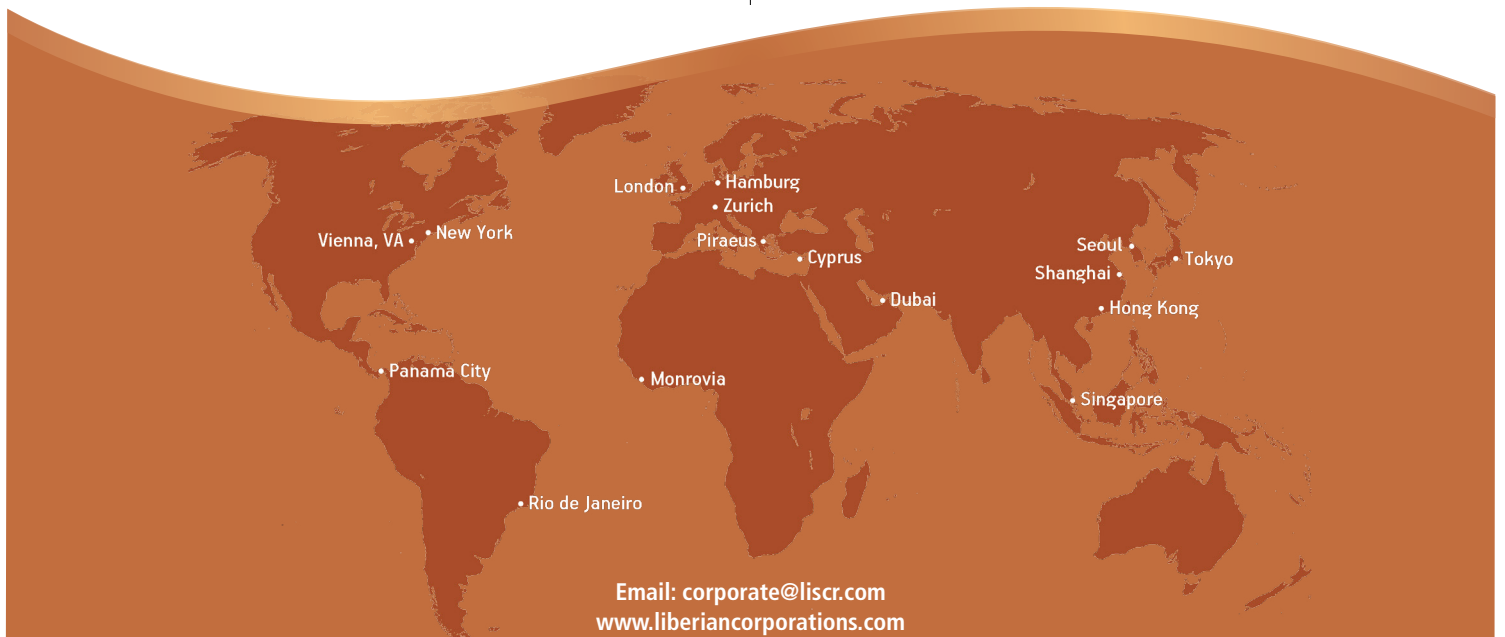 London
Hamburg
Zurich
Vienna, VA
New York
Piraeus
Cyprus
Seoul
Tokyo
Shanghai
Dubai
Hong Kong
Panama City
Monrovia
Singapore
Rio de Janeiro
Email: corporate@liscr.com
www.liberiancorporations.com